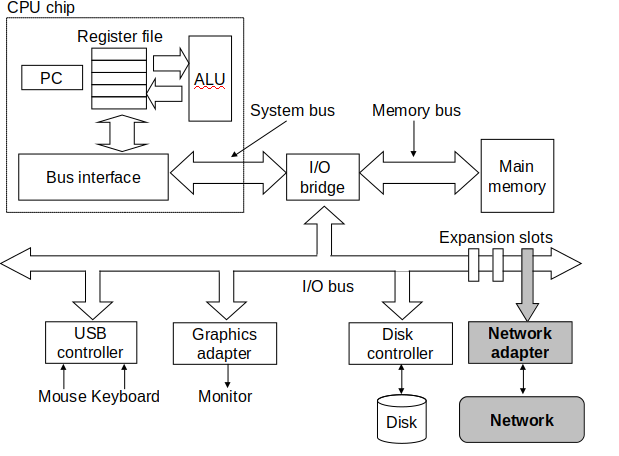 CPU chip
Register file
PC
ALU
System bus
Memory bus
Bus interface
I/O
bridge
Main
memory
Expansion slots
I/O bus
USB
controller
Graphics
adapter
Disk
controller
Network
adapter
Mouse Keyboard
Monitor
Disk
Network